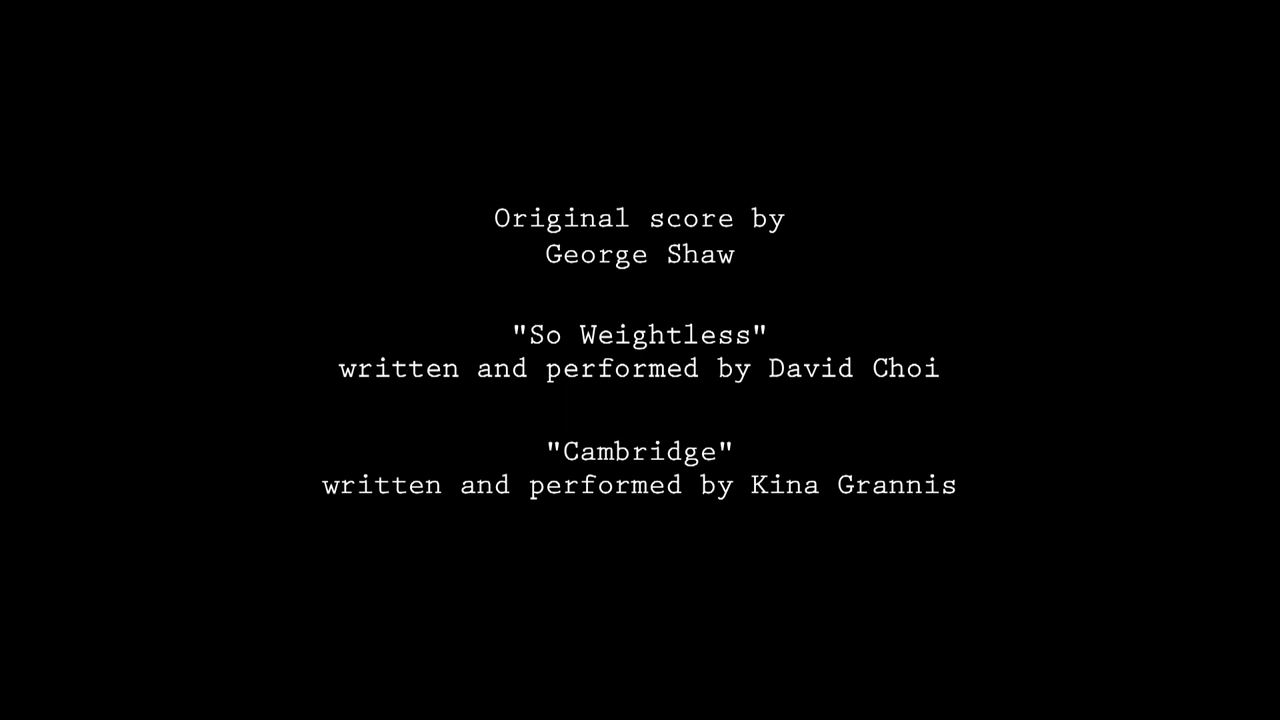 Original score by
George Shaw
"So Weightless"
written and performed by David Choi
"Cambridge"
written and performed by Kina Grannis